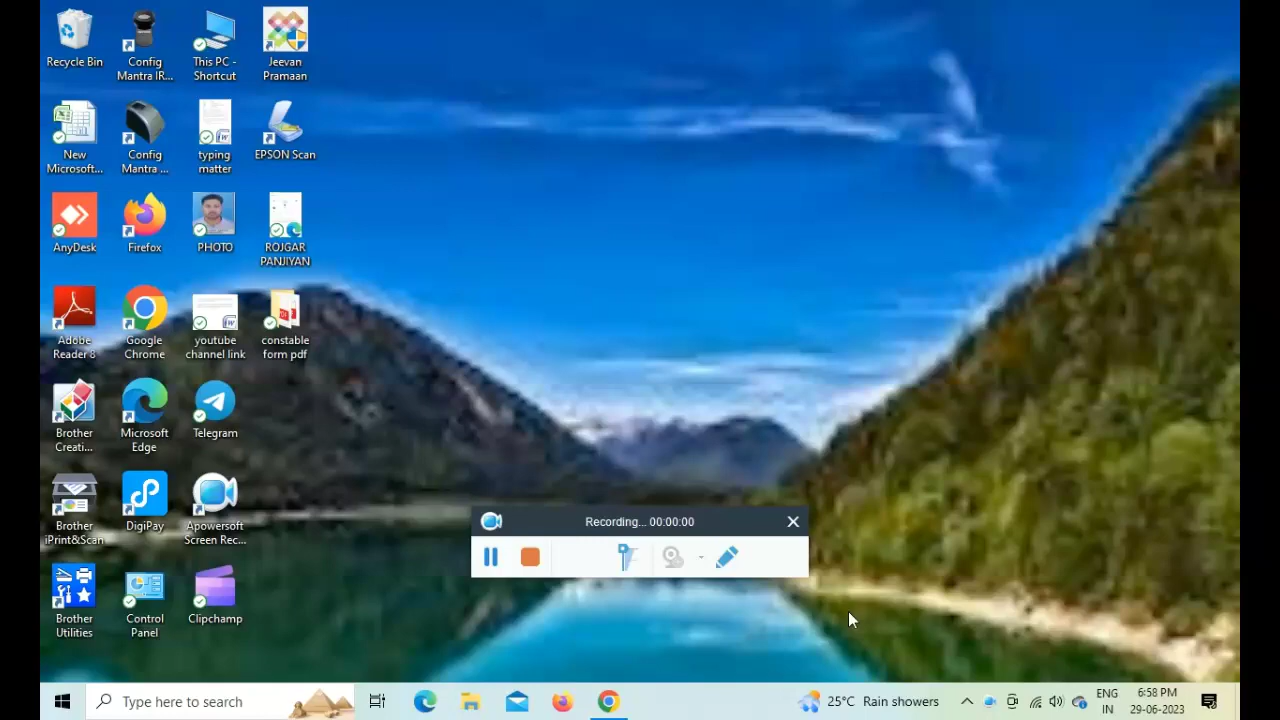 Recycle Bin
Config
Mantra IR...
This PC -
Shortcut
Jeevan
Pramaan
New
Microsoft...
Config
Mantra ...
typing
matter
EPSON Scan
AnyDesk
Firefox
PHOTO
ROJGAR
PANJIYAN
Adobe
Reader 8
Google
Chrome
youtube
channel link
constable
form pdf
Brother
Creati...
Microsoft
Edge
Telegram
Brother
iPrint&Scan
DigiPay
Apowersoft
Screen Rec...
Recording... 00:00:00
Brother
Utilities
Control
Panel
Clipchamp
Type here to search
25°C Rain showers
ENG
IN
6:58 PM
29-06-2023